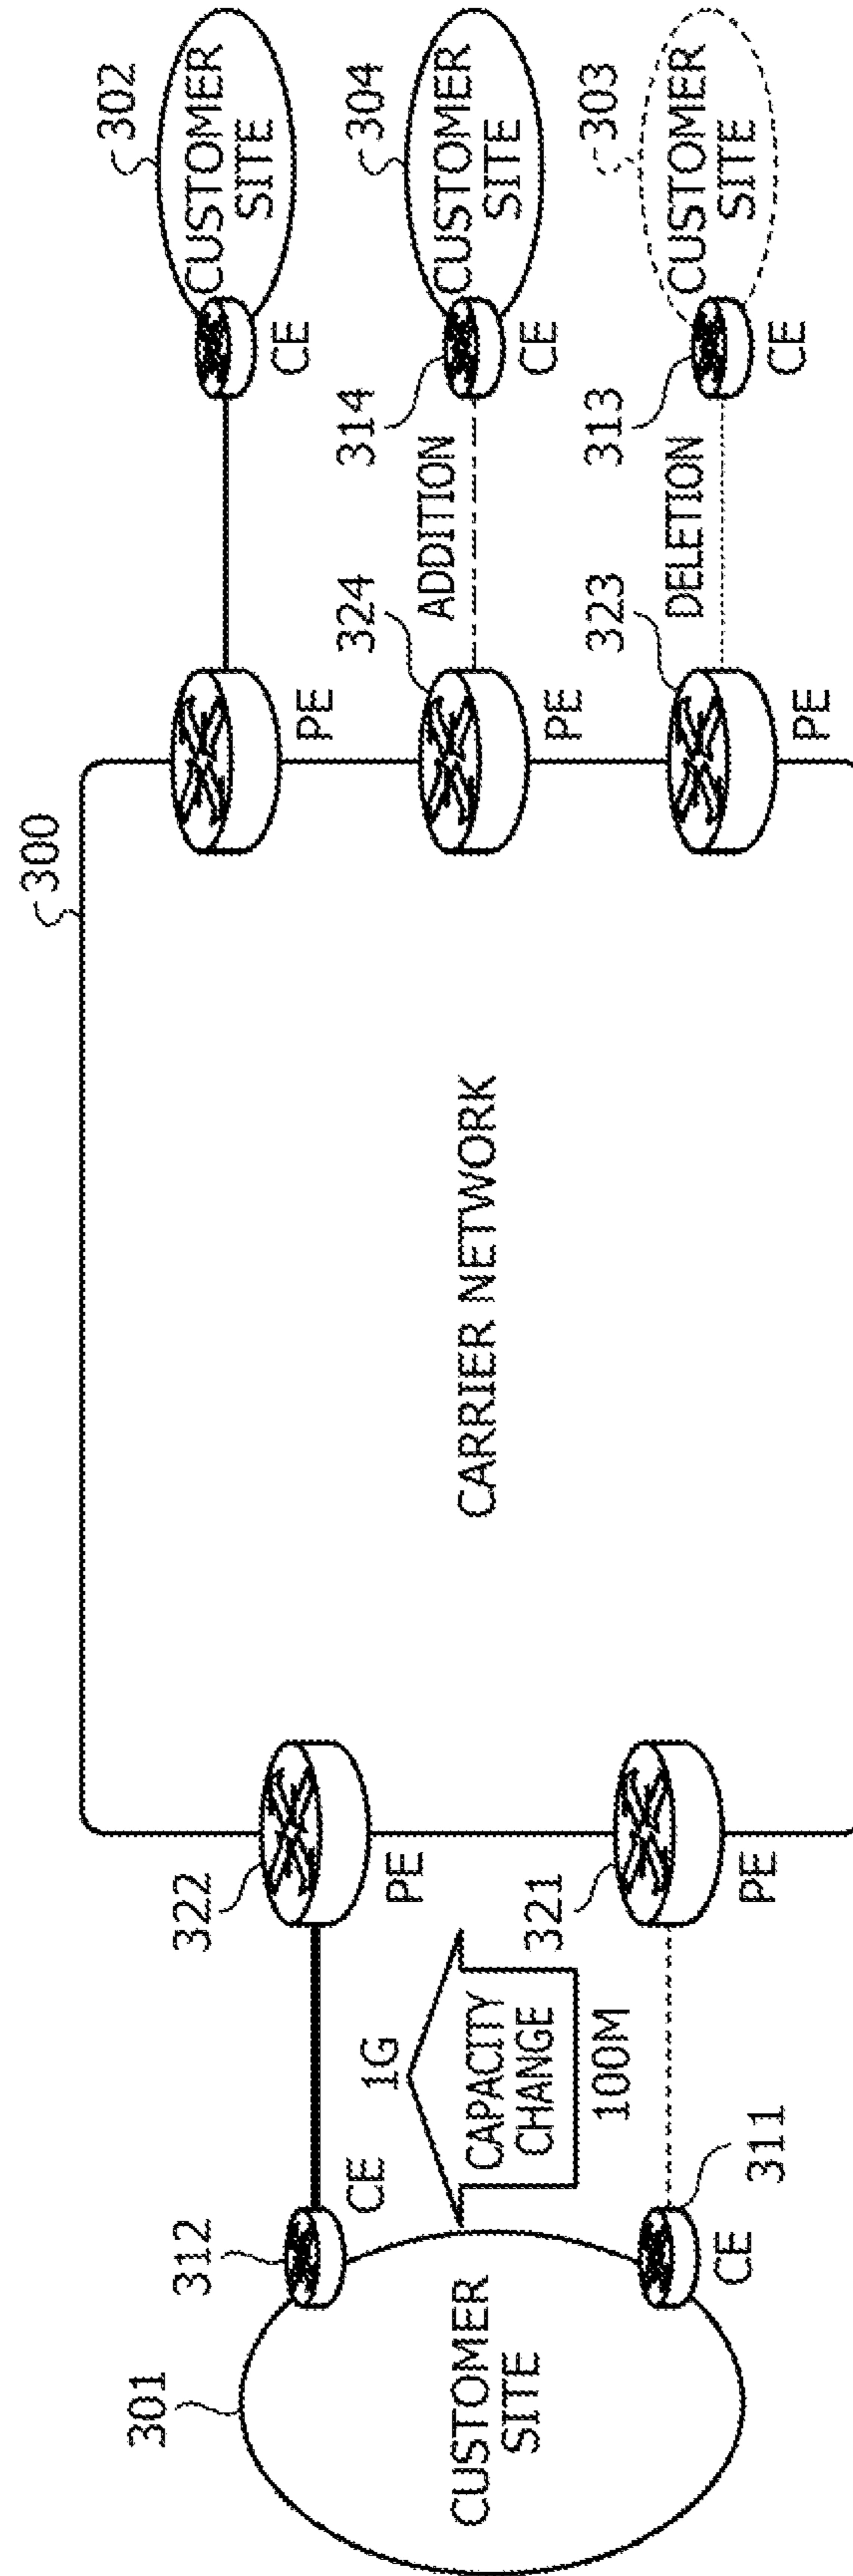 300
301
312
CE
322
PE
1G
CAPACITY
CHANGE
100M
CUSTOMER
SITE
CE
311
321
PE
CARRIER NETWORK
PE
CE
302
CUSTOMER
SITE
324
PE
ADDITION
314
CE
304
CUSTOMER
SITE
323
PE
DELETION
313
CE
303
CUSTOMER
SITE